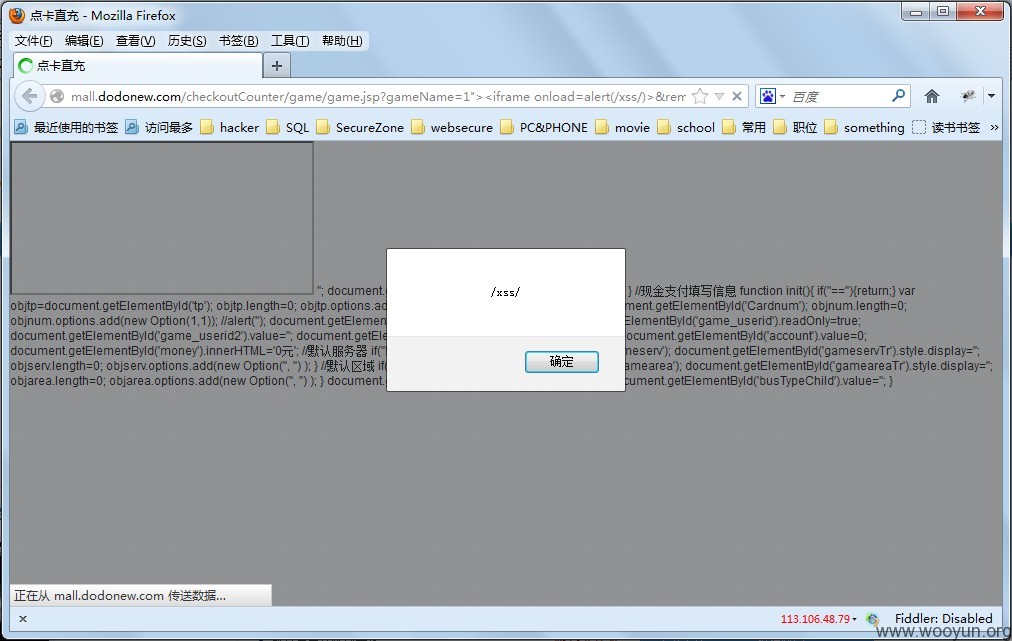 点卡直充 - Mozilla Firefox
文件(F) 编辑(E) 查看(V) 历史(S) 书签(B) 工具(T) 帮助(H)
点卡直充
mall.dodonew.com/checkoutCounter/game/game.jsp?gameName=1"><iframe onload=alert(/xss/)>&rem
百度
最近使用的书签 访问最多 hacker SQL SecureZone websecure PC&PHONE movie school 常用 职位 something 读书书签 »
/xss/
确定
"; document. } //现金支付填写信息 function init(){ if(''==''){return;} var
objtp=document.getElementById('tp'); objtp.length=0; objtp.options.ad ment.getElementById('Cardnum'); objnum.length=0;
objnum.options.add(new Option(1,1)); //alert(''); document.getElemen ElementById('game_userid').readOnly=true;
document.getElementById('game_userid2').value=''; document.getEle ument.getElementById('account').value=0;
document.getElementById('money').innerHTML='0元'; //默认服务器 if(" meserv'); document.getElementById('gameservTr').style.display='';
objserv.length=0; objserv.options.add(new Option('', '') ); } //默认区域 if( amearea'); document.getElementById('gameareaTr').style.display='';
objarea.length=0; objarea.options.add(new Option('', '') ); } document. cument.getElementById('busTypeChild').value=''; }
正在从 mall.dodonew.com 传送数据...
× 113.106.48.79 Fiddler: Disabled
www.wooyun.org